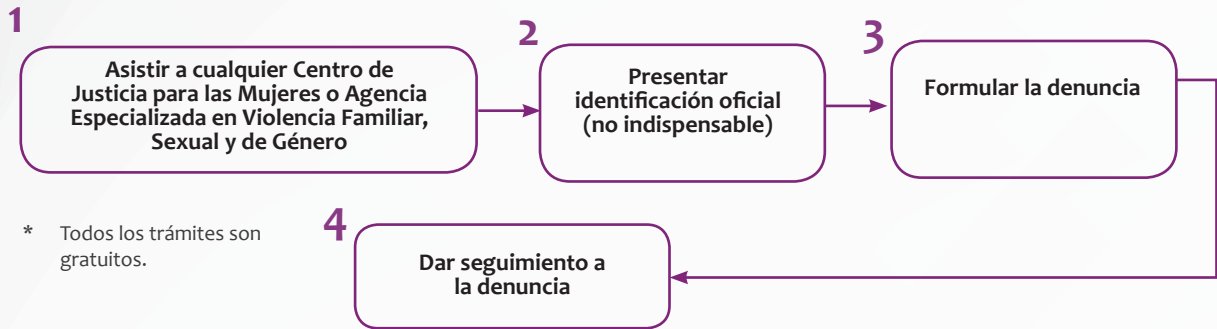 1
Asistir a cualquier Centro de
Justicia para las Mujeres o Agencia
Especializada en Violencia Familiar,
Sexual y de Género
2
Presentar
identificación oficial
(no indispensable)
3
Formular la denuncia
* Todos los trámites son
gratuitos.
4
Dar seguimiento a
la denuncia